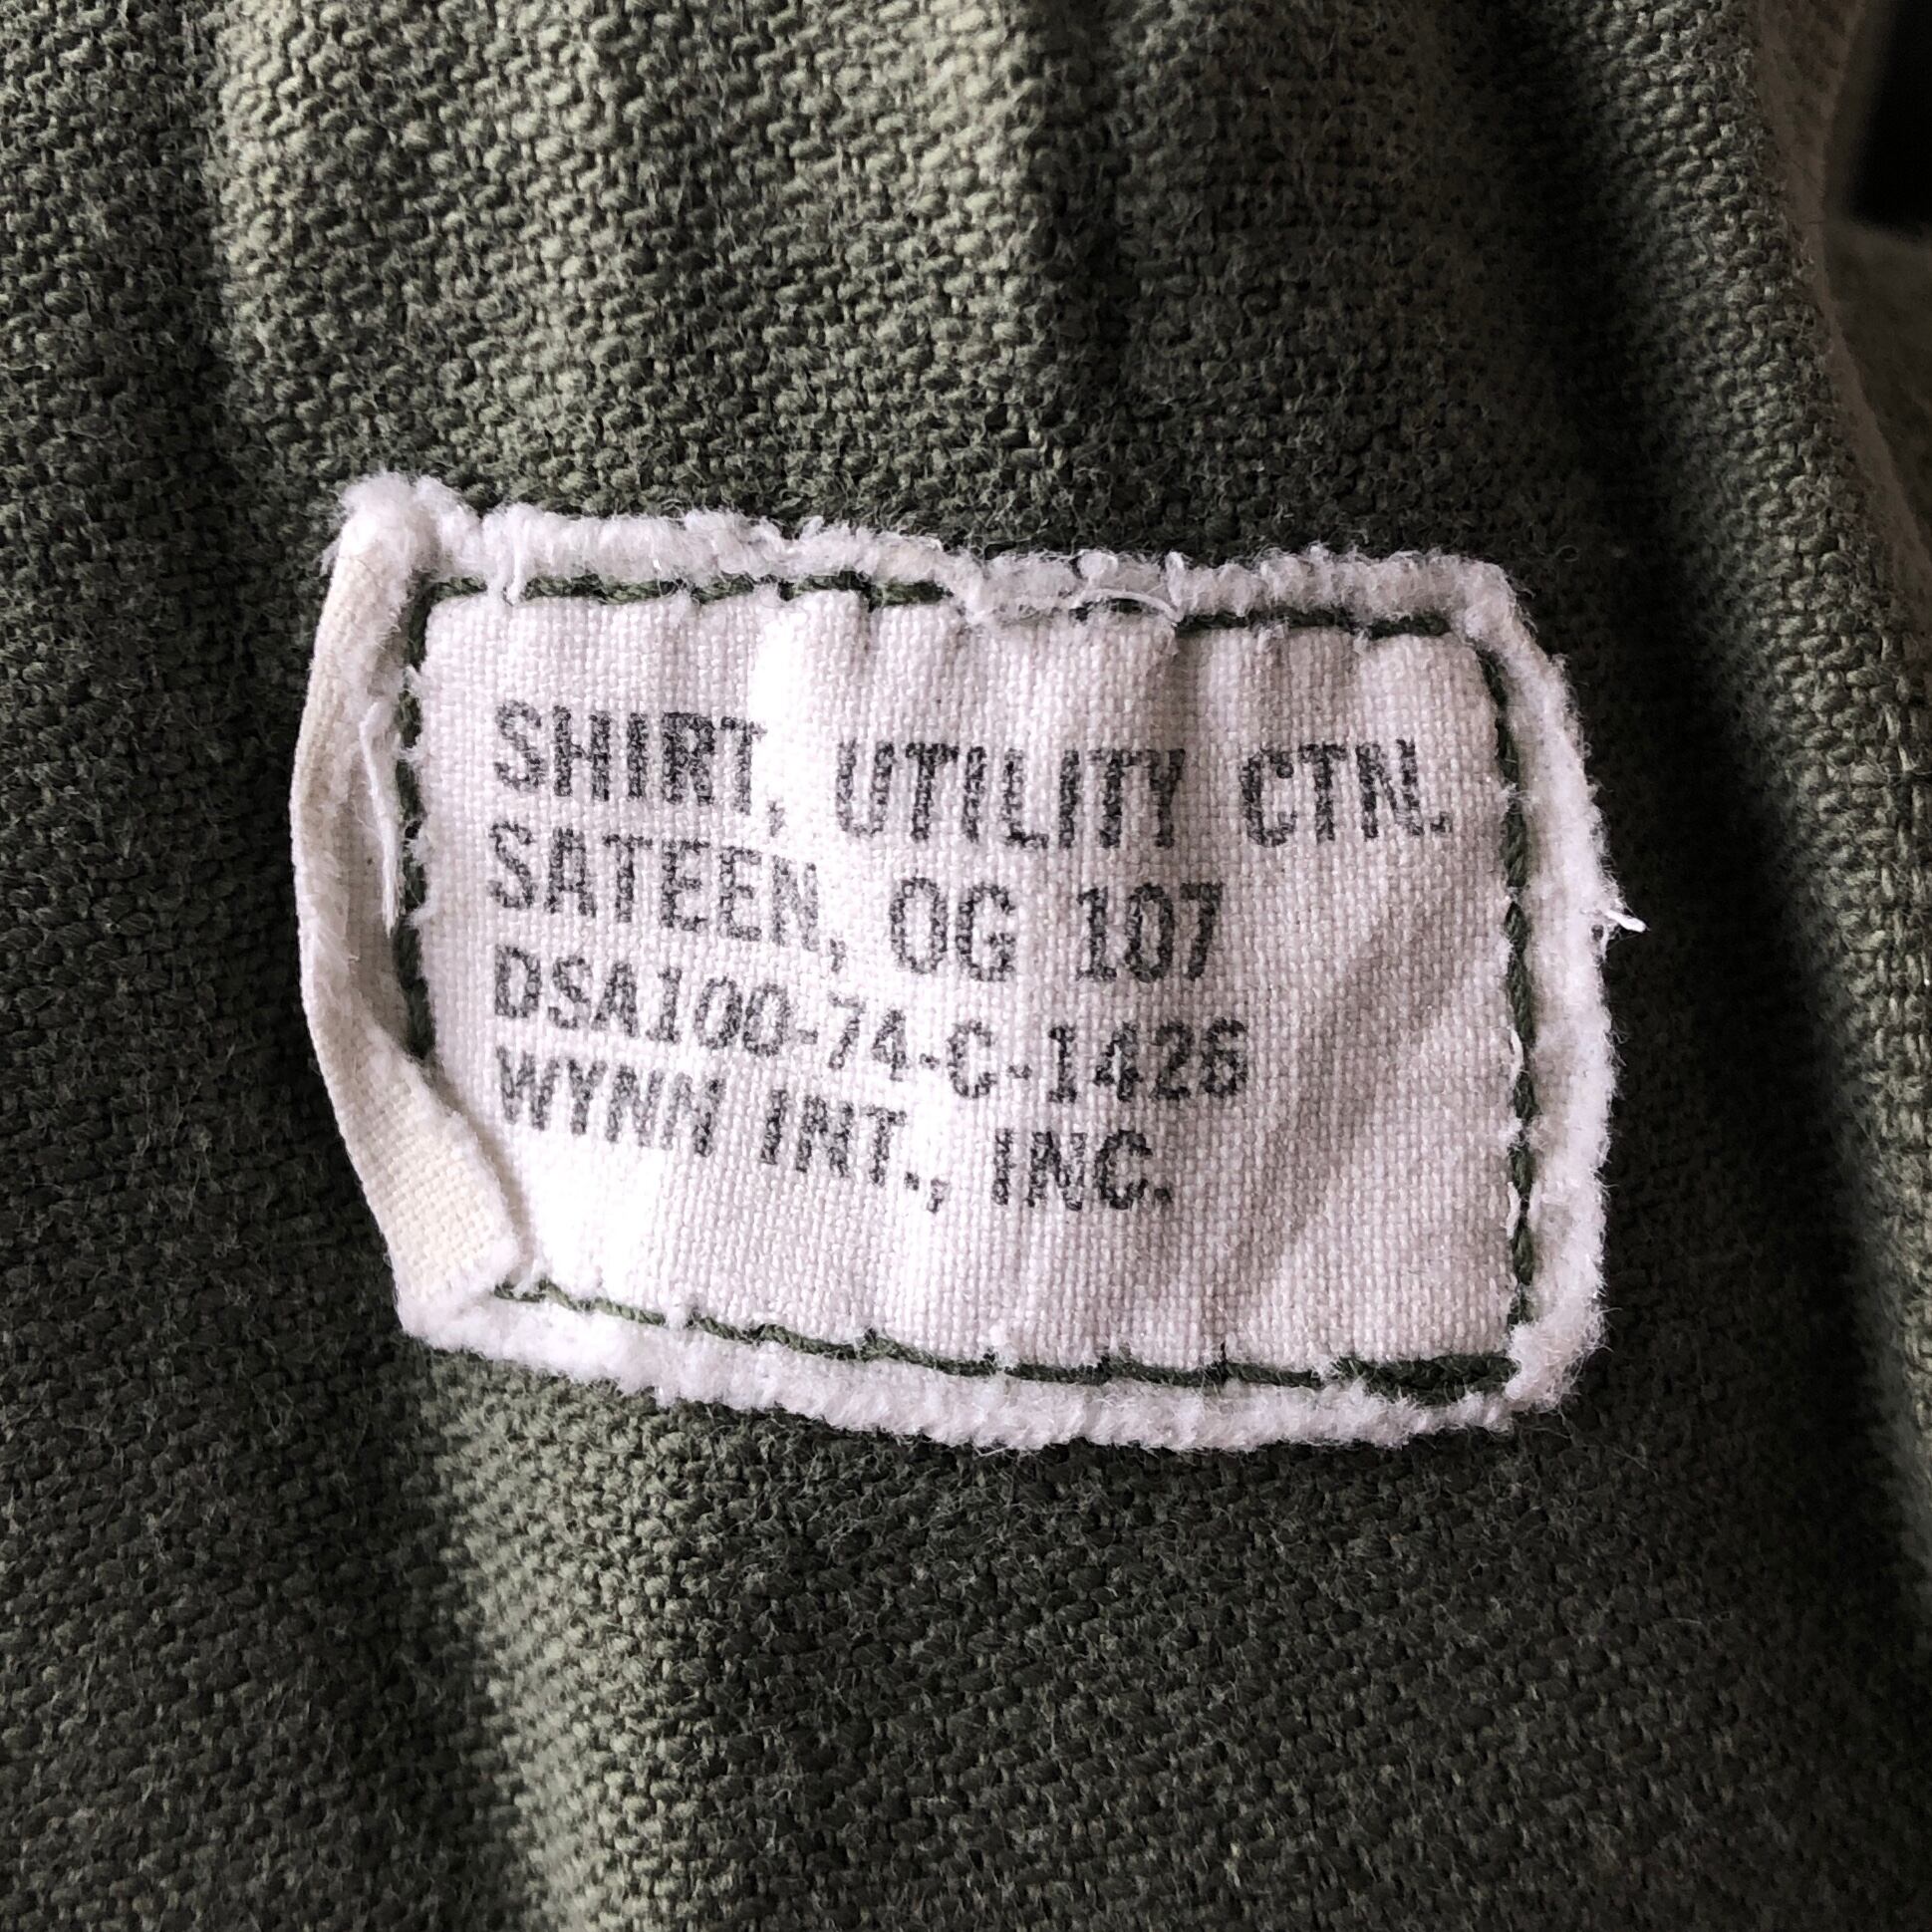 SHIRT, UTILITY CTN.
SATEEN, OG 107
DSA100-74-C-1426
WYNN INT., INC.